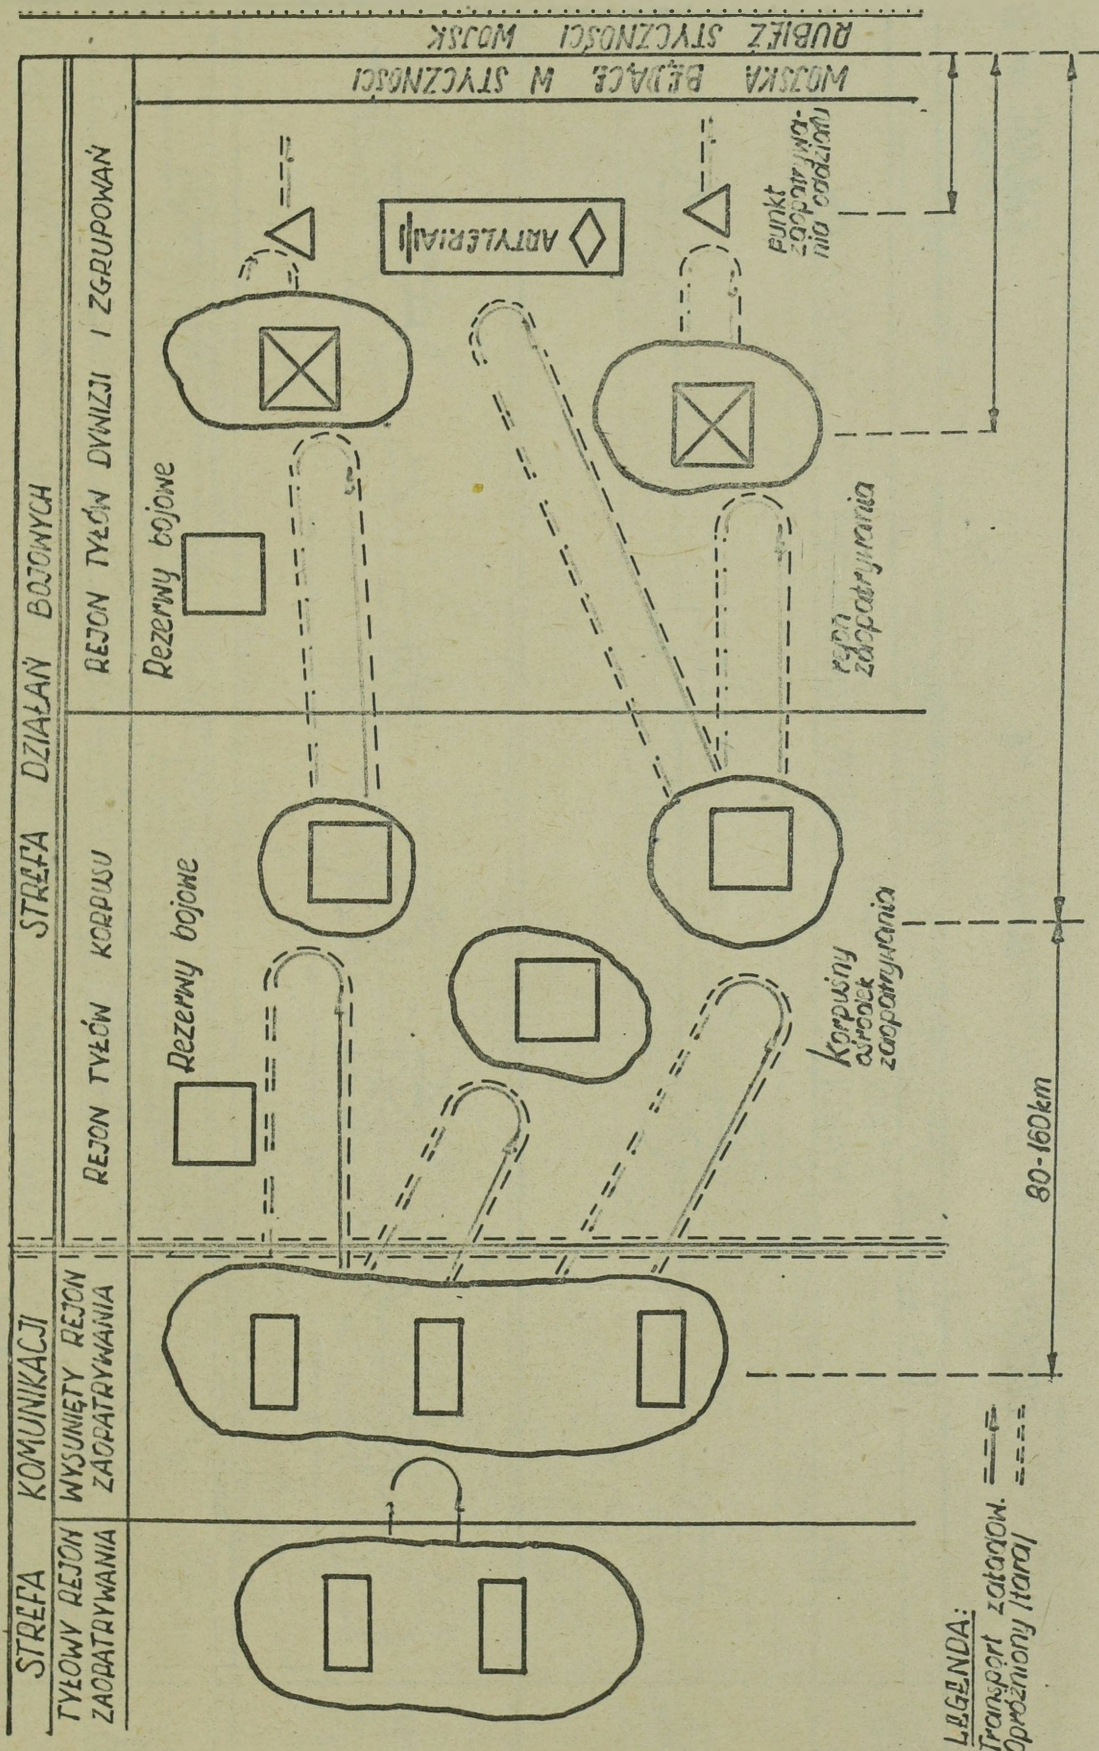 STREFA KOMUNIKACJI
STREFA DZIAŁAŃ BOJOWYCH
TYŁOWY REJON
ZAOPATRYWANIA
WYSUNIĘTY REJON
ZAOPATRYWANIA
REJON TYŁÓW KORPUSU
REJON TYŁÓW DYWIZJI I ZGRUPOWAŃ
WOJSKA BĘDĄCE W STYCZNOŚCI
RUBIEŻ STYCZNOŚCI WOJSK
Rezerwy bojowe
Rezerwy bojowe
ARTYLERIA
korpuśny
ośrodek
zaopatrywania
rejon
zaopatrywania
punkt
zaopatrywa-
nia oddziału
80-160km
LEGENDA:
Transport załadow.
Opróżniony /tara/